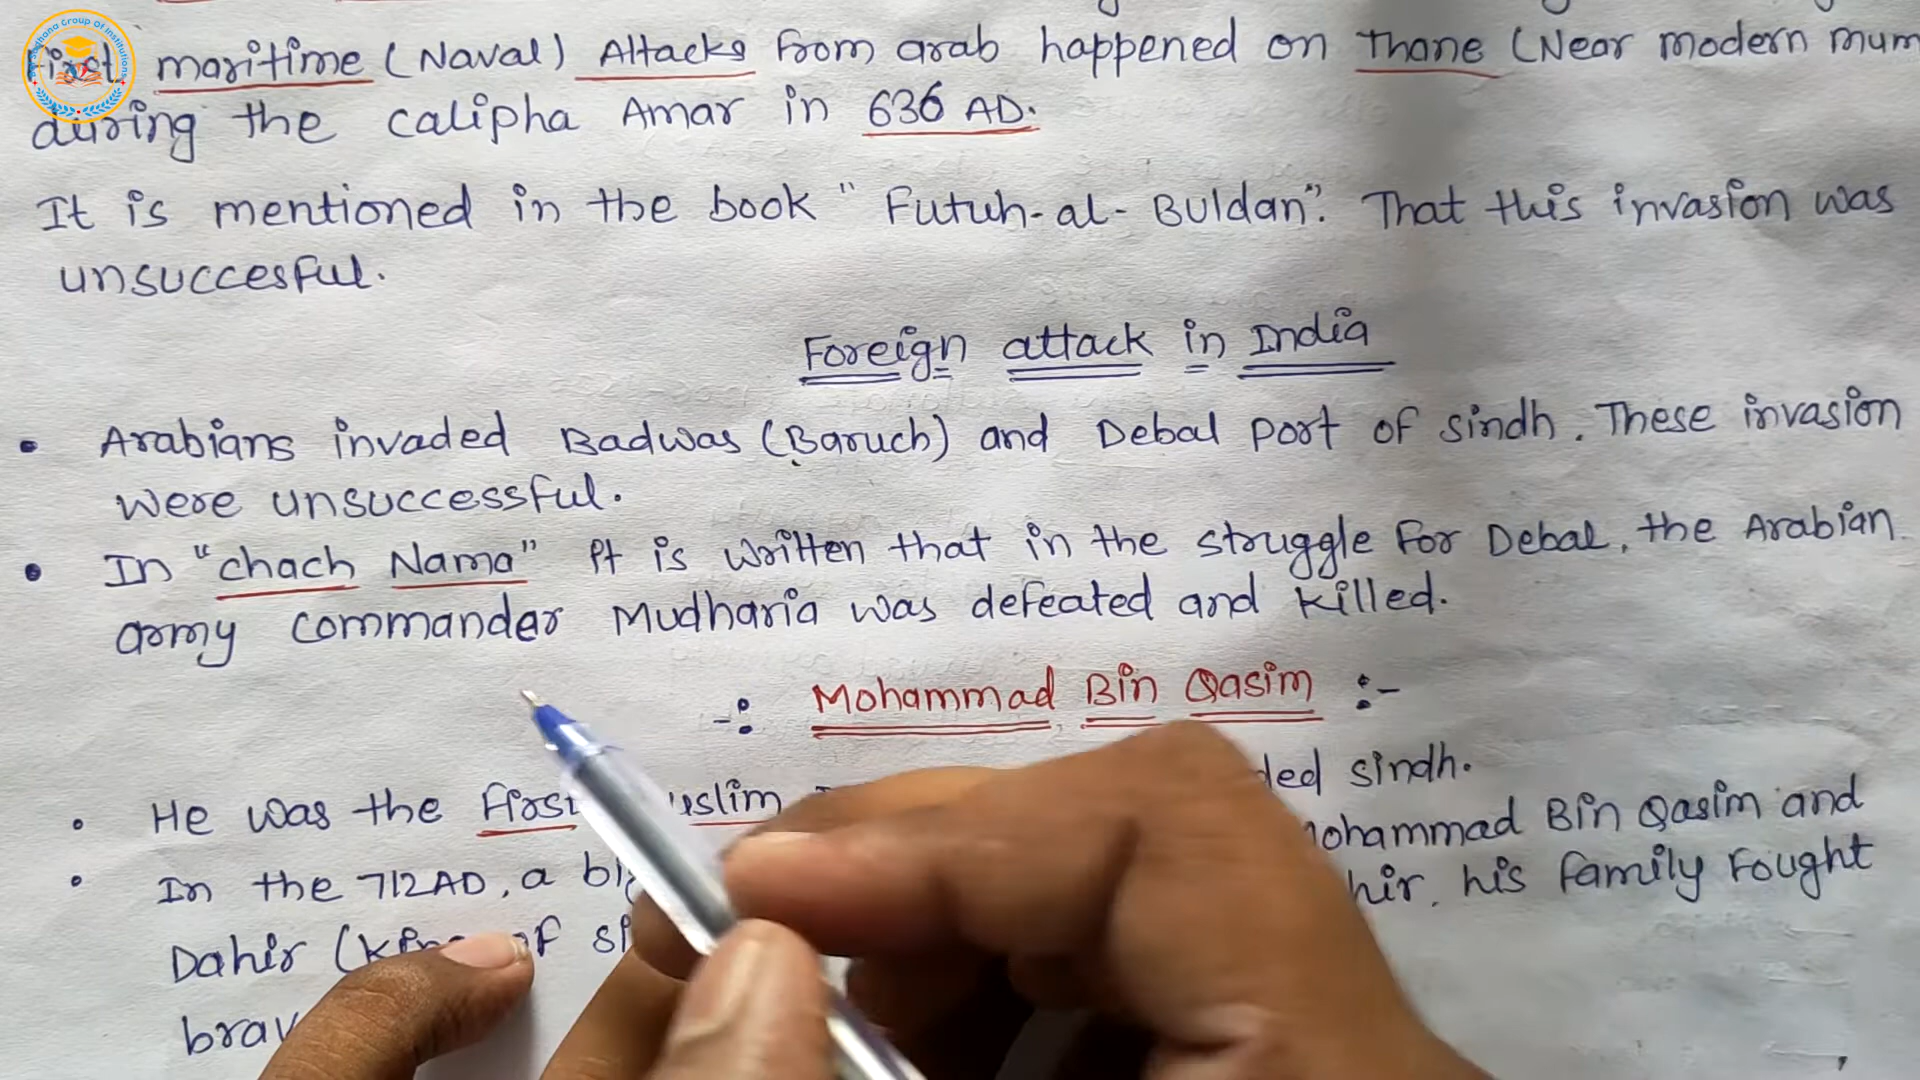 First maritime (Naval) Attacks from arab happened on Thane (Near modern mum
during the calipha Amar in 636 AD.
It is mentioned in the book "Futuh-al-Buldan". That this invasion was
unsuccesful.
Foreign attack in India
• Arabians invaded Badwas (Baruch) and Debal port of sindh. These invasion
were unsuccessful.
• In "chach Nama" it is written that in the struggle for Debal, the Arabian
army commander Mudharia was defeated and killed.
-: Mohammad Bin Qasim :-
• He was the first sindh.
• In the 712AD, a Mohammad Bin Qasim and
Dahir his family fought